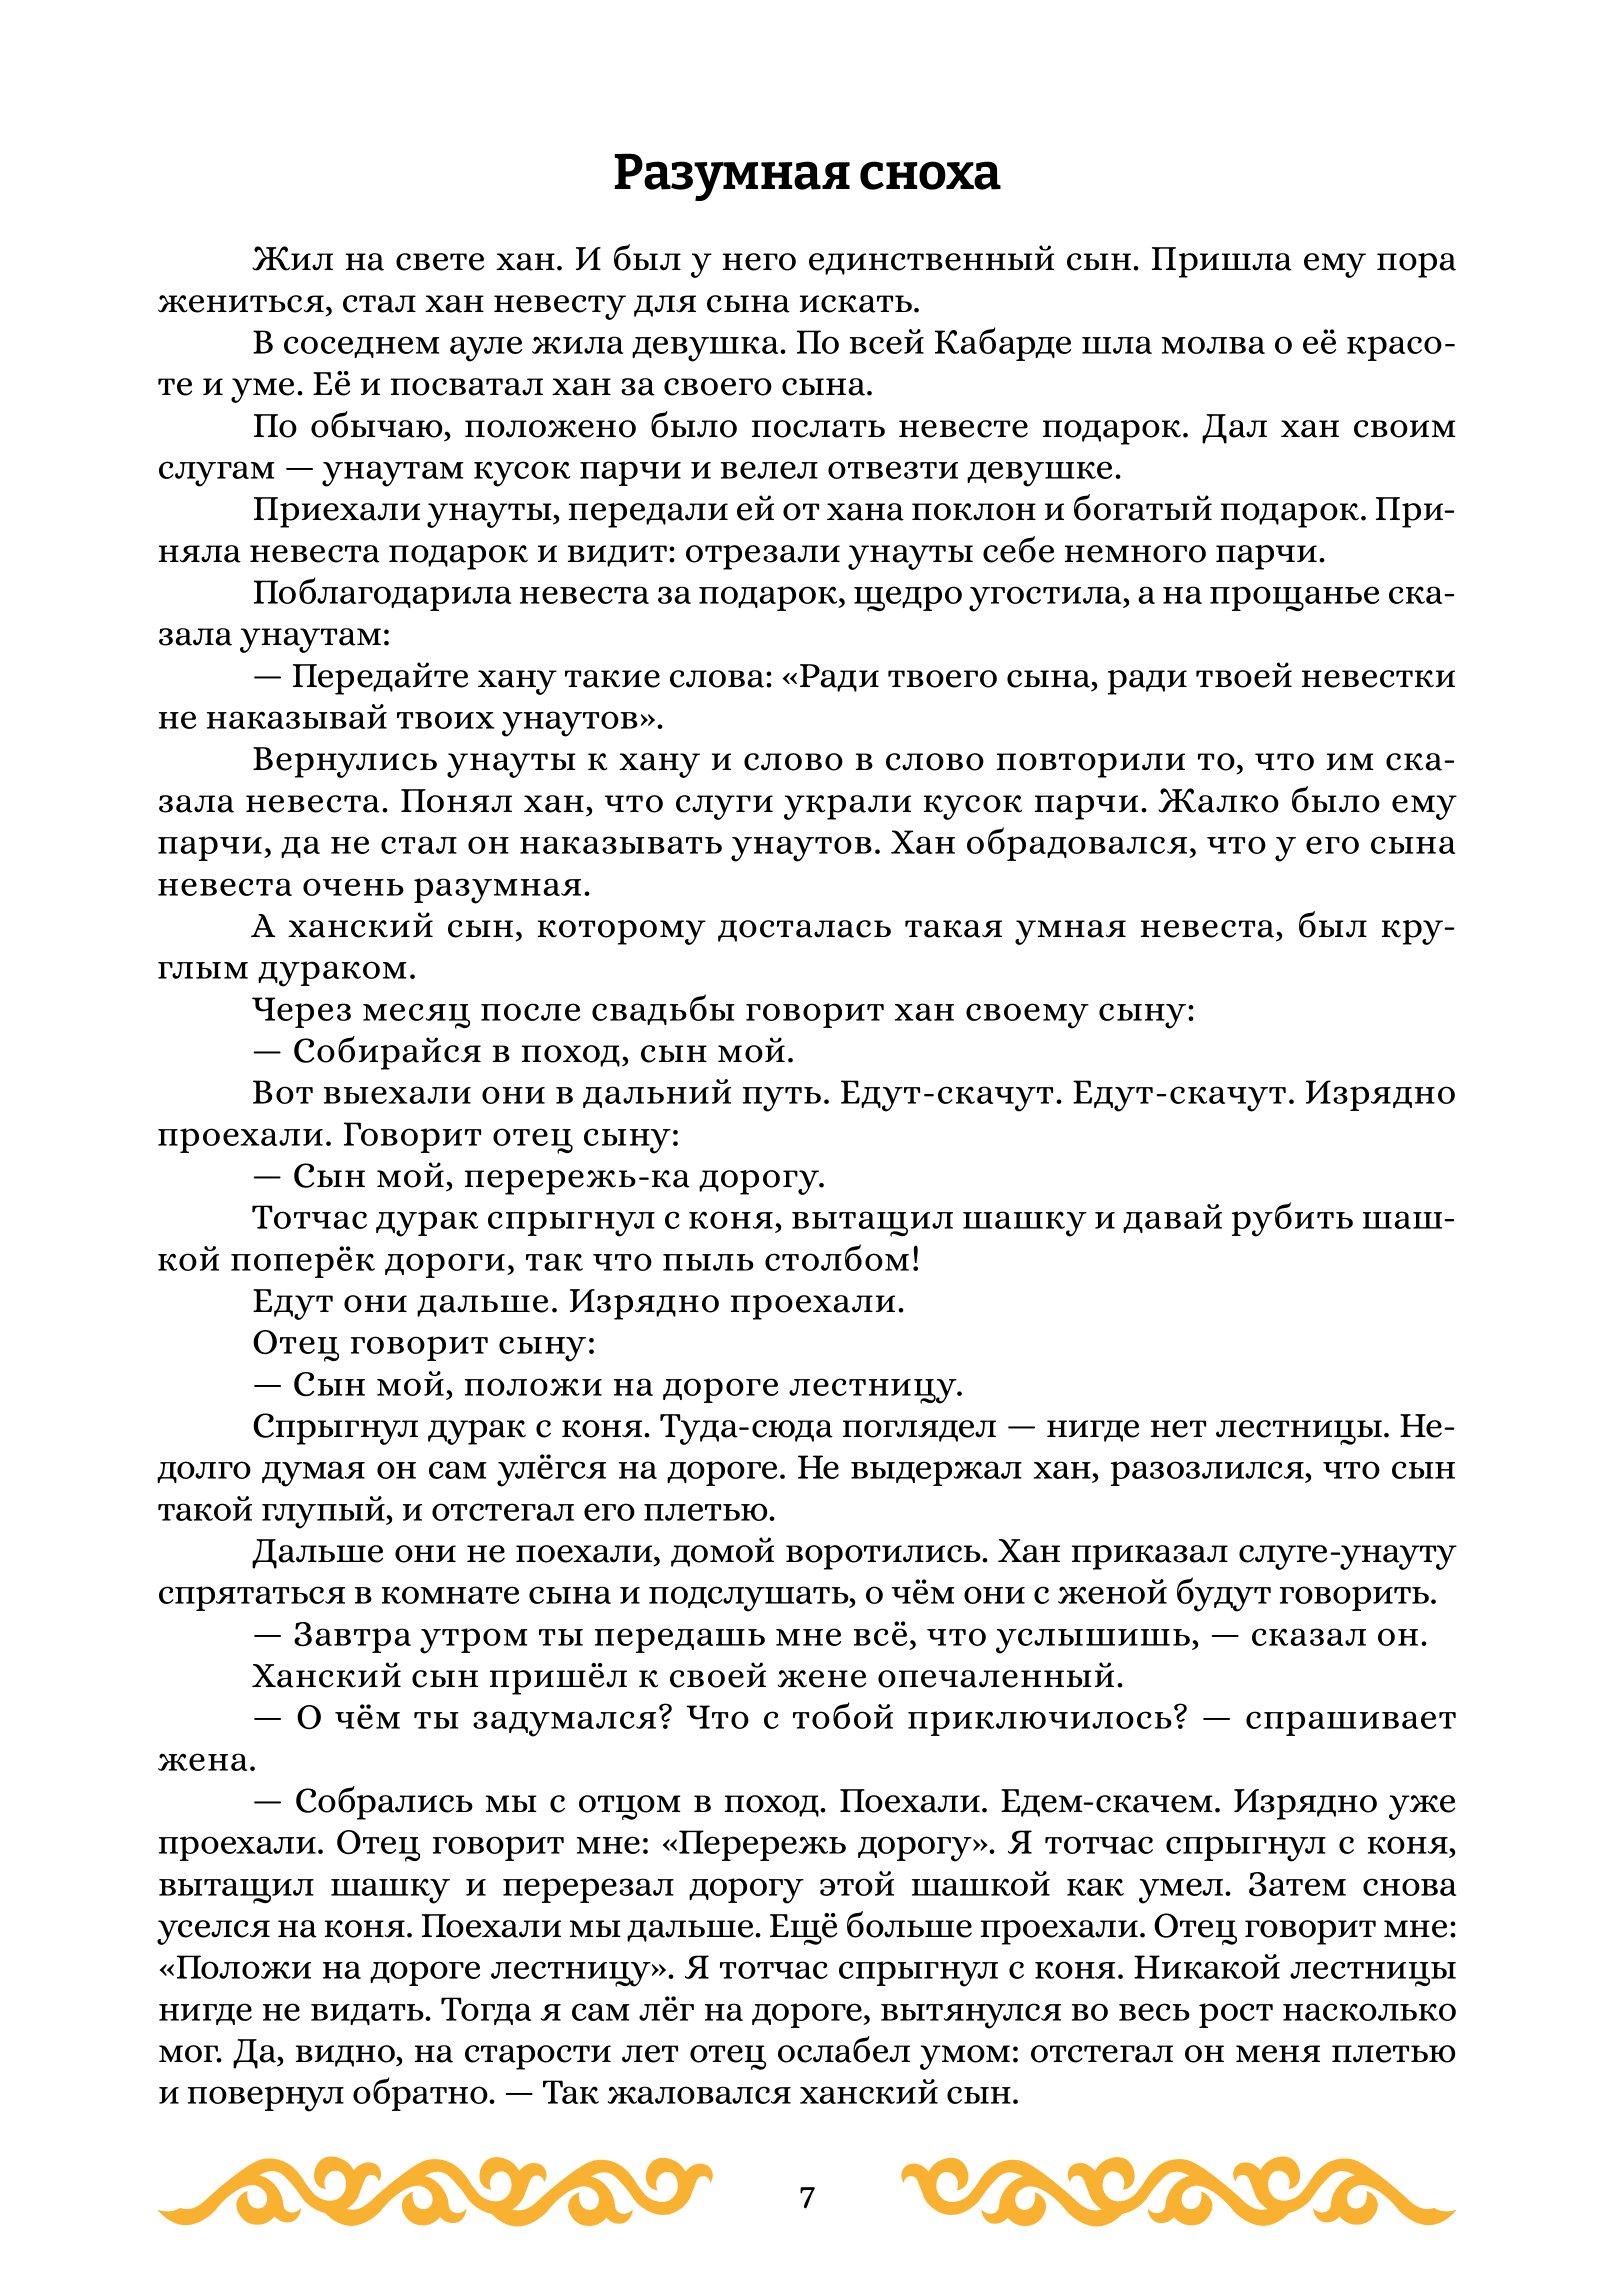 Разумная сноха
Жил на свете хан. И был у него единственный сын. Пришла ему пора
жениться, стал хан невесту для сына искать.
В соседнем ауле жила девушка. По всей Кабарде шла молва о её красо-
те и уме. Её и посватал хан за своего сына.
По обычаю, положено было послать невесте подарок. Дал хан своим
слугам — унаутам кусок парчи и велел отвезти девушке.
Приехали унауты, передали ей от хана поклон и богатый подарок. При-
няла невеста подарок и видит: отрезали унауты себе немного парчи.
Поблагодарила невеста за подарок, щедро угостила, а на прощанье ска-
зала унаутам:
— Передайте хану такие слова: «Ради твоего сына, ради твоей невестки
не наказывай твоих унаутов».
Вернулись унауты к хану и слово в слово повторили то, что им ска-
зала невеста. Понял хан, что слуги украли кусок парчи. Жалко было ему
парчи, да не стал он наказывать унаутов. Хан обрадовался, что у его сына
невеста очень разумная.
А ханский сын, которому досталась такая умная невеста, был кру-
глым дураком.
Через месяц после свадьбы говорит хан своему сыну:
— Собирайся в поход, сын мой.
Вот выехали они в дальний путь. Едут-скачут. Едут-скачут. Изрядно
проехали. Говорит отец сыну:
— Сын мой, перережь-ка дорогу.
Тотчас дурак спрыгнул с коня, вытащил шашку и давай рубить шаш-
кой поперёк дороги, так что пыль столбом!
Едут они дальше. Изрядно проехали.
Отец говорит сыну:
— Сын мой, положи на дороге лестницу.
Спрыгнул дурак с коня. Туда-сюда поглядел — нигде нет лестницы. Не-
долго думая он сам улёгся на дороге. Не выдержал хан, разозлился, что сын
такой глупый, и отстегал его плетью.
Дальше они не поехали, домой воротились. Хан приказал слуге-унауту
спрятаться в комнате сына и подслушать, о чём они с женой будут говорить.
— Завтра утром ты передашь мне всё, что услышишь, — сказал он.
Ханский сын пришёл к своей жене опечаленный.
— О чём ты задумался? Что с тобой приключилось? — спрашивает
жена.
— Собрались мы с отцом в поход. Поехали. Едем-скачем. Изрядно уже
проехали. Отец говорит мне: «Перережь дорогу». Я тотчас спрыгнул с коня,
вытащил шашку и перерезал дорогу этой шашкой как умел. Затем снова
уселся на коня. Поехали мы дальше. Ещё больше проехали. Отец говорит мне:
«Положи на дороге лестницу». Я тотчас спрыгнул с коня. Никакой лестницы
нигде не видать. Тогда я сам лёг на дороге, вытянулся во весь рост насколько
мог. Да, видно, на старости лет отец ослабел умом: отстегал он меня плетью
и повернул обратно. — Так жаловался ханский сын.
7